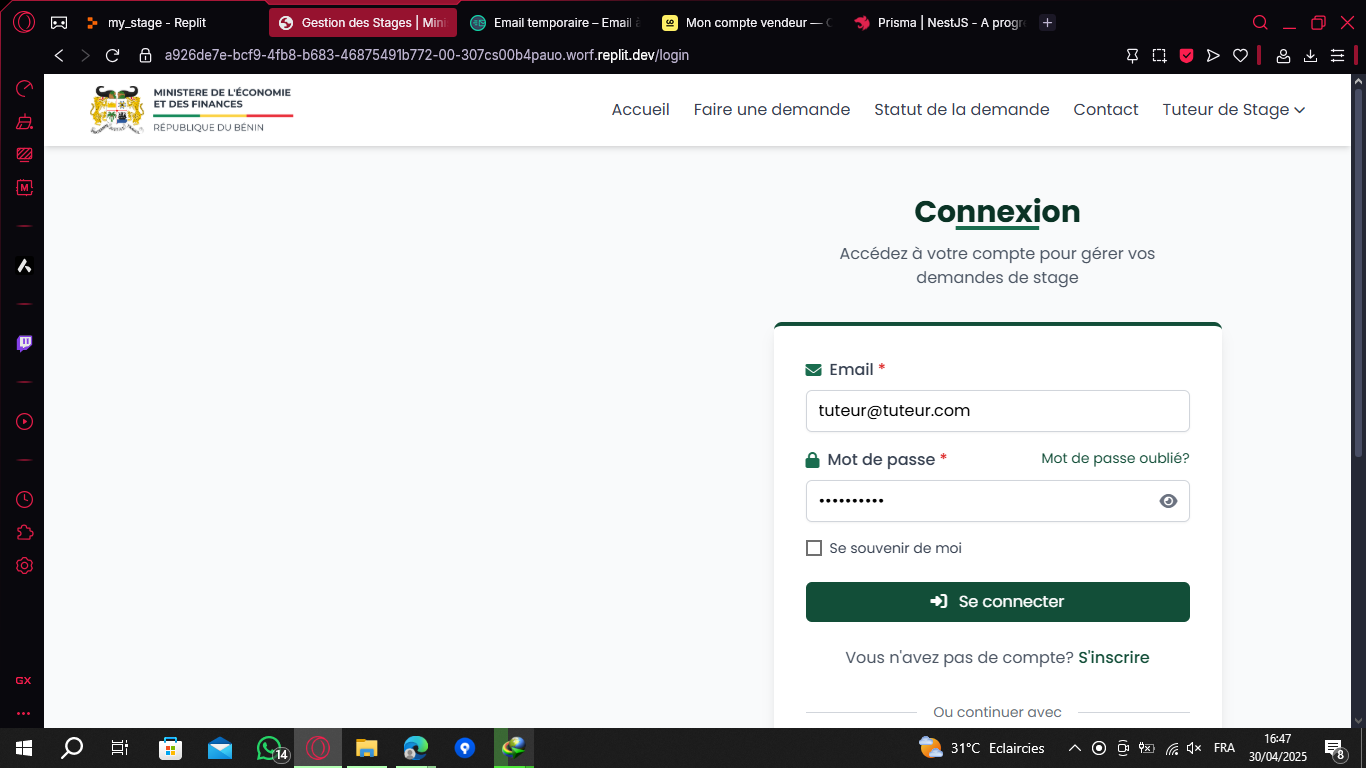 my_stage - Replit
Gestion des Stages | Mini
Email temporaire – Email
Mon compte vendeur —
Prisma | NestJS - A progr
a926de7e-bcf9-4fb8-b683-46875491b772-00-307cs00b4pauo.worf.replit.dev/login
MINISTERE DE L'ÉCONOMIE
ET DES FINANCES
RÉPUBLIQUE DU BÉNIN
Accueil
Faire une demande
Statut de la demande
Contact
Tuteur de Stage
Connexion
Accédez à votre compte pour gérer vos
demandes de stage
Email *
tuteur@tuteur.com
Mot de passe *
Mot de passe oublié?
••••••••••
Se souvenir de moi
Se connecter
Vous n'avez pas de compte? S'inscrire
Ou continuer avec
M
GX
14
31°C Eclaircies
FRA
16:47
30/04/2025
8